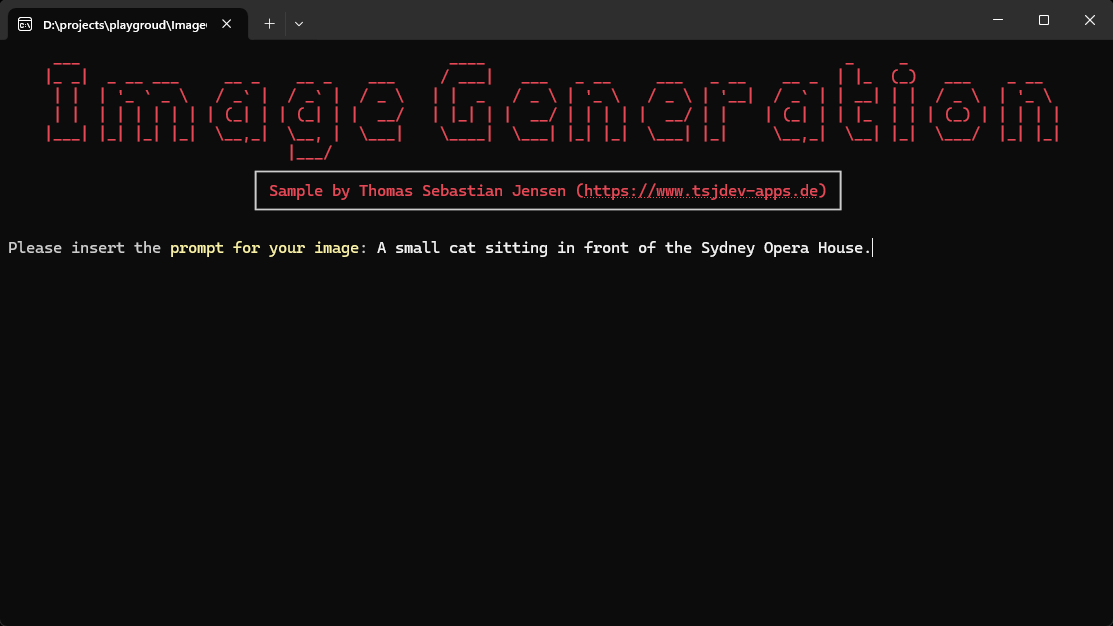 D:\projects\playgroud\Image
Image Generation
Sample by Thomas Sebastian Jensen (https://www.tsjdev-apps.de)
Please insert the prompt for your image: A small cat sitting in front of the Sydney Opera House.